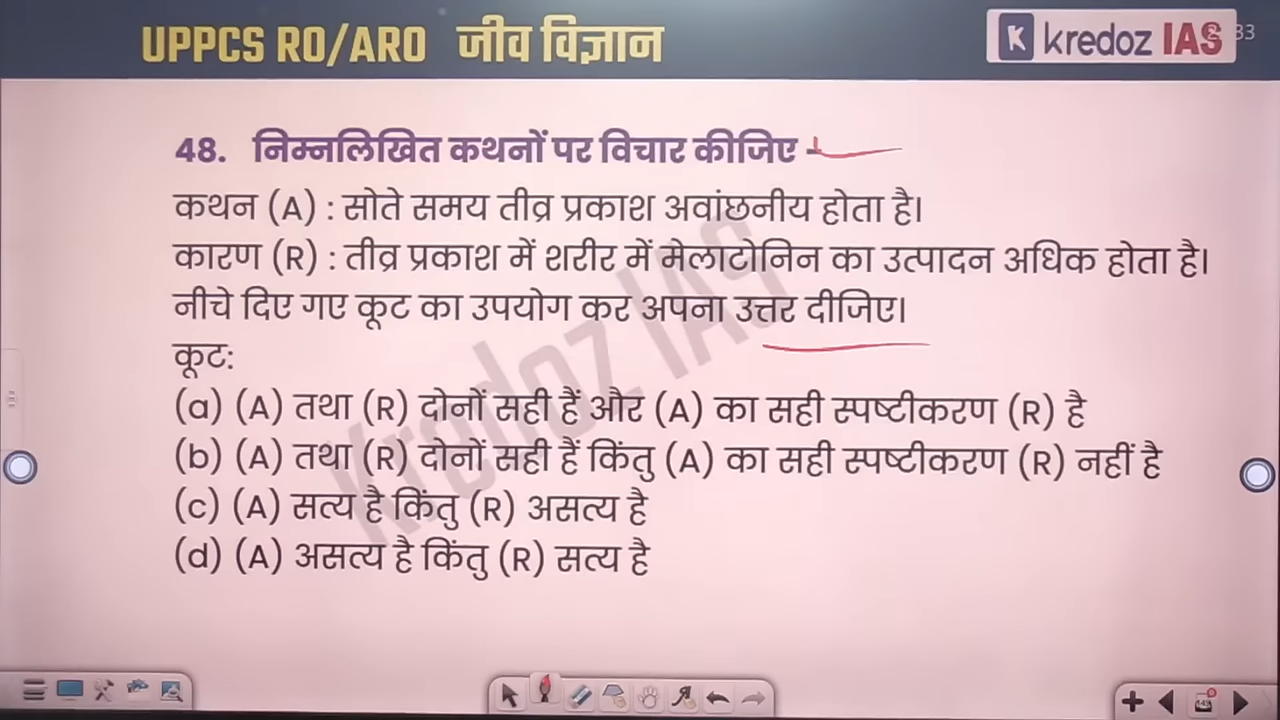 UPPCS RO/ARO जीव विज्ञान
K kredoz IAS
48. निम्नलिखित कथनों पर विचार कीजिए -
कथन (A) : सोते समय तीव्र प्रकाश अवांछनीय होता है।
कारण (R) : तीव्र प्रकाश में शरीर में मेलाटोनिन का उत्पादन अधिक होता है।
नीचे दिए गए कूट का उपयोग कर अपना उत्तर दीजिए।
कूट:
(a) (A) तथा (R) दोनों सही हैं और (A) का सही स्पष्टीकरण (R) है
(b) (A) तथा (R) दोनों सही हैं किंतु (A) का सही स्पष्टीकरण (R) नहीं है
(c) (A) सत्य है किंतु (R) असत्य है
(d) (A) असत्य है किंतु (R) सत्य है
Kredoz IAS